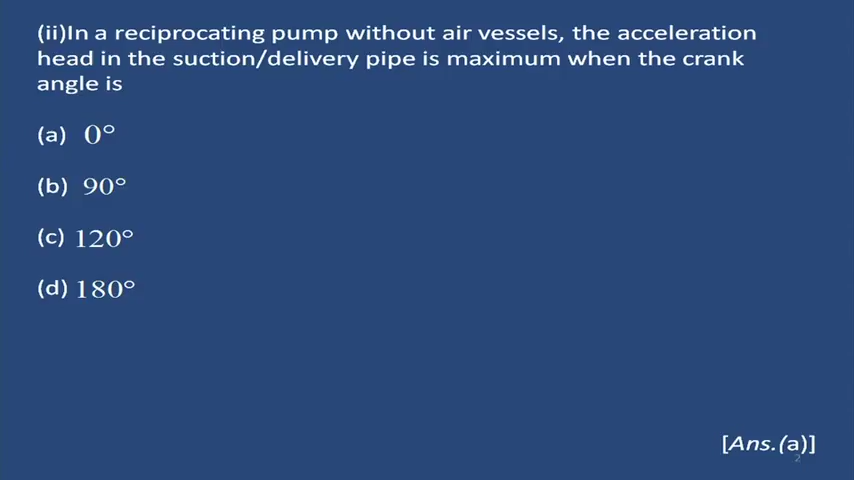 (ii)In a reciprocating pump without air vessels, the acceleration
head in the suction/delivery pipe is maximum when the crank
angle is
(a) 0°
(b) 90°
(c) 120°
(d) 180°
[Ans.(a)]
2